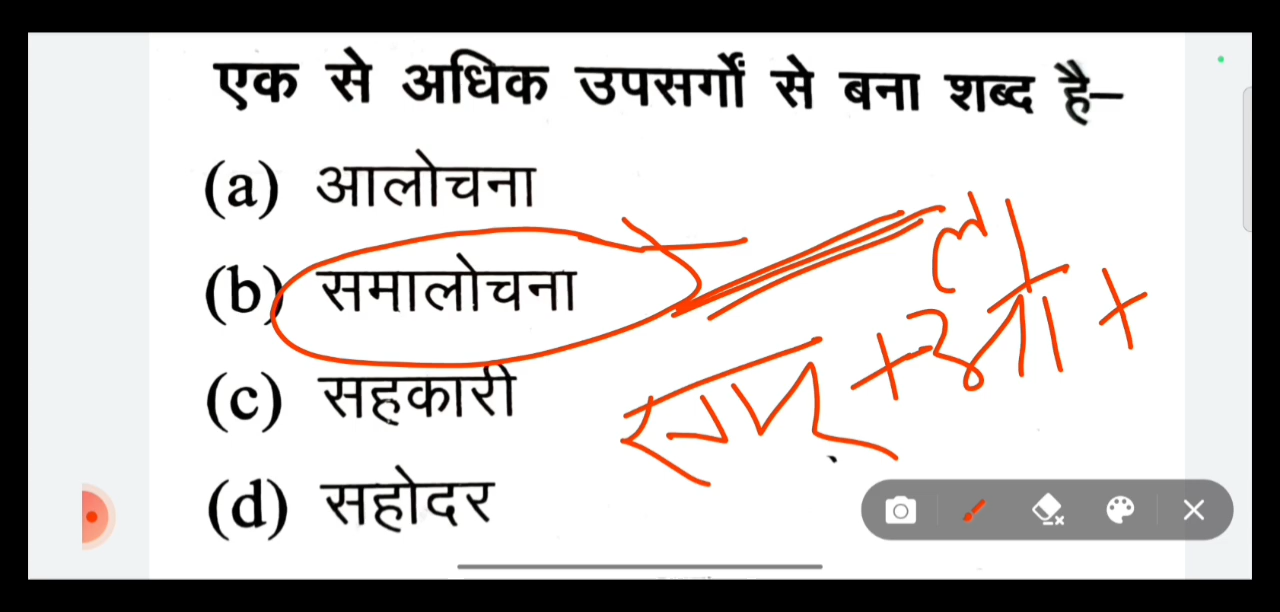 एक से अधिक उपसर्गों से बना शब्द है–
(a) आलोचना
(b) समालोचना
(c) सहकारी
(d) सहोदर
सम् + आ +